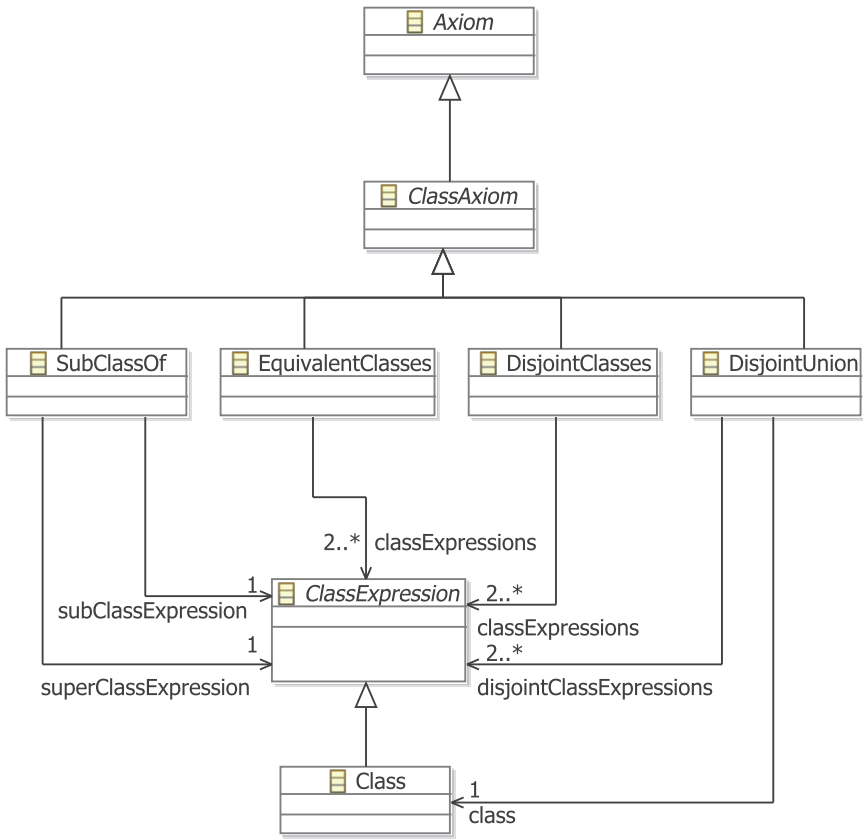 Axiom
ClassAxiom
SubClassOf
EquivalentClasses
DisjointClasses
DisjointUnion
2..* classExpressions
1
subClassExpression
ClassExpression
2..*
classExpressions
1
superClassExpression
2..*
disjointClassExpressions
Class
1
class